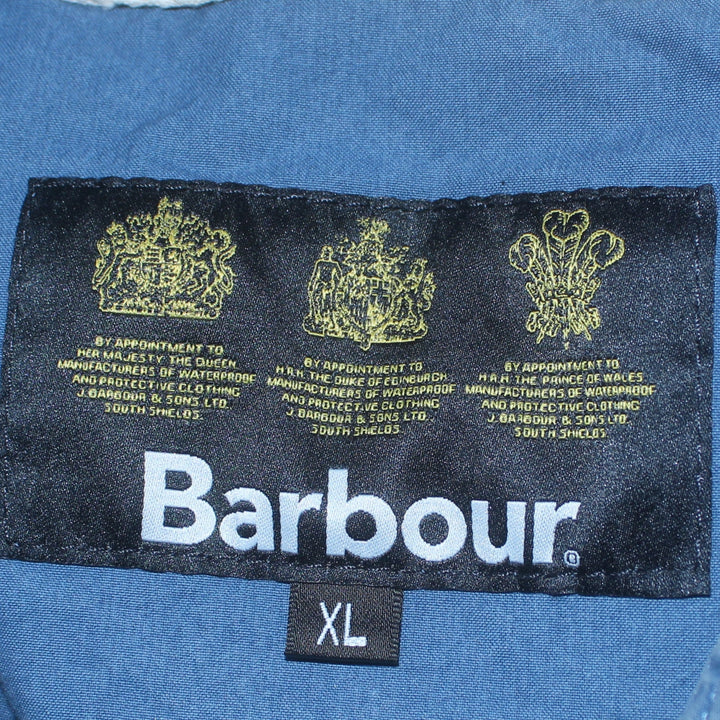 BY APPOINTMENT TO
HER MAJESTY THE QUEEN
MANUFACTURERS OF WATERPROOF
AND PROTECTIVE CLOTHING
J. BARBOUR & SONS LTD.
SOUTH SHIELDS.
BY APPOINTMENT TO
H.R.H. THE DUKE OF EDINBURGH
MANUFACTURERS OF WATERPROOF
AND PROTECTIVE CLOTHING
J. BARBOUR & SONS LTD.
SOUTH SHIELDS
BY APPOINTMENT TO
H.R.H. THE PRINCE OF WALES
MANUFACTURERS OF WATERPROOF
AND PROTECTIVE CLOTHING
J. BARBOUR & SONS LTD.
SOUTH SHIELDS
Barbour®
XL